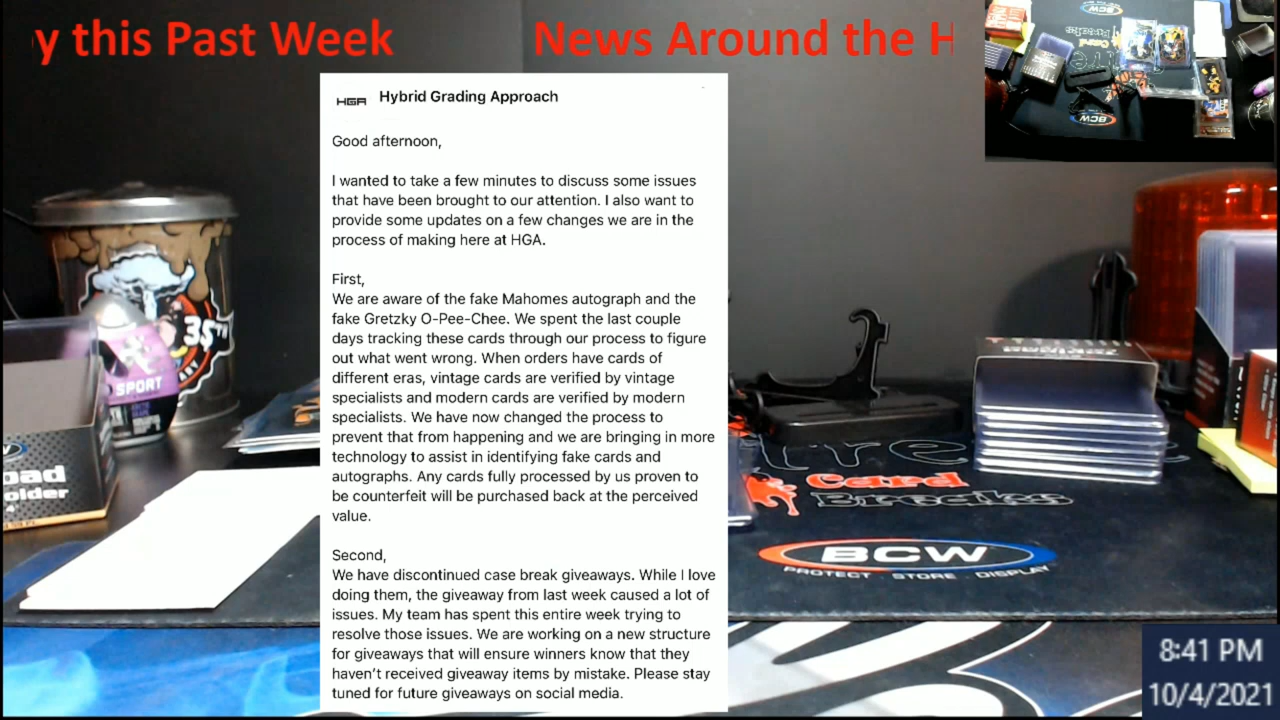 y this Past Week
News Around the H
HGA Hybrid Grading Approach
Good afternoon,
I wanted to take a few minutes to discuss some issues
that have been brought to our attention. I also want to
provide some updates on a few changes we are in the
process of making here at HGA.
First,
We are aware of the fake Mahomes autograph and the
fake Gretzky O-Pee-Chee. We spent the last couple
days tracking these cards through our process to figure
out what went wrong. When orders have cards of
different eras, vintage cards are verified by vintage
specialists and modern cards are verified by modern
specialists. We have now changed the process to
prevent that from happening and we are bringing in more
technology to assist in identifying fake cards and
autographs. Any cards fully processed by us proven to
be counterfeit will be purchased back at the perceived
value.
Second,
We have discontinued case break giveaways. While I love
doing them, the giveaway from last week caused a lot of
issues. My team has spent this entire week trying to
resolve those issues. We are working on a new structure
for giveaways that will ensure winners know that they
haven't received giveaway items by mistake. Please stay
tuned for future giveaways on social media.
35TH
SPORT
oad
older
Card
Breaks
BCW
PROTECT STORE DISPLAY
BCW
BCW
8:41 PM
10/4/2021